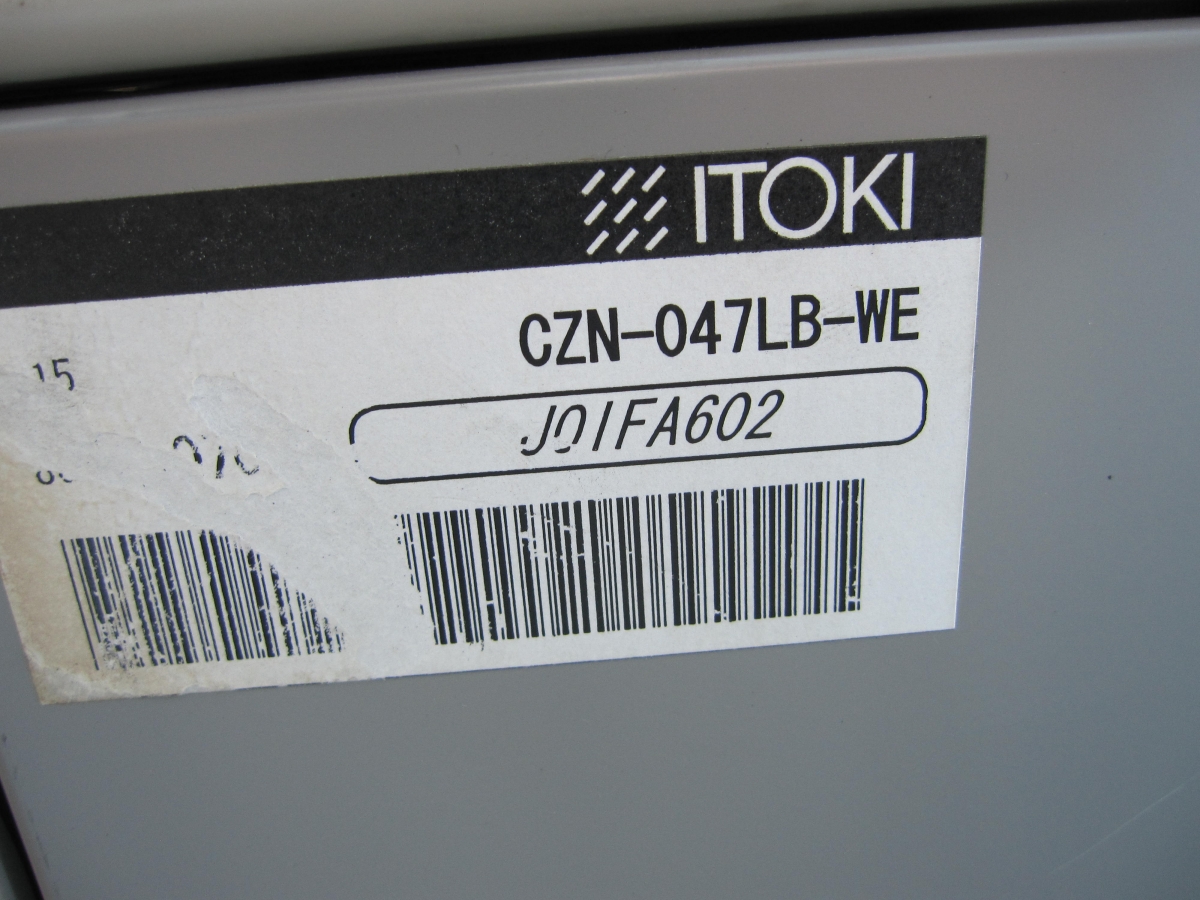 ITOKI
CZN-047LB-WE
15
J01FA602